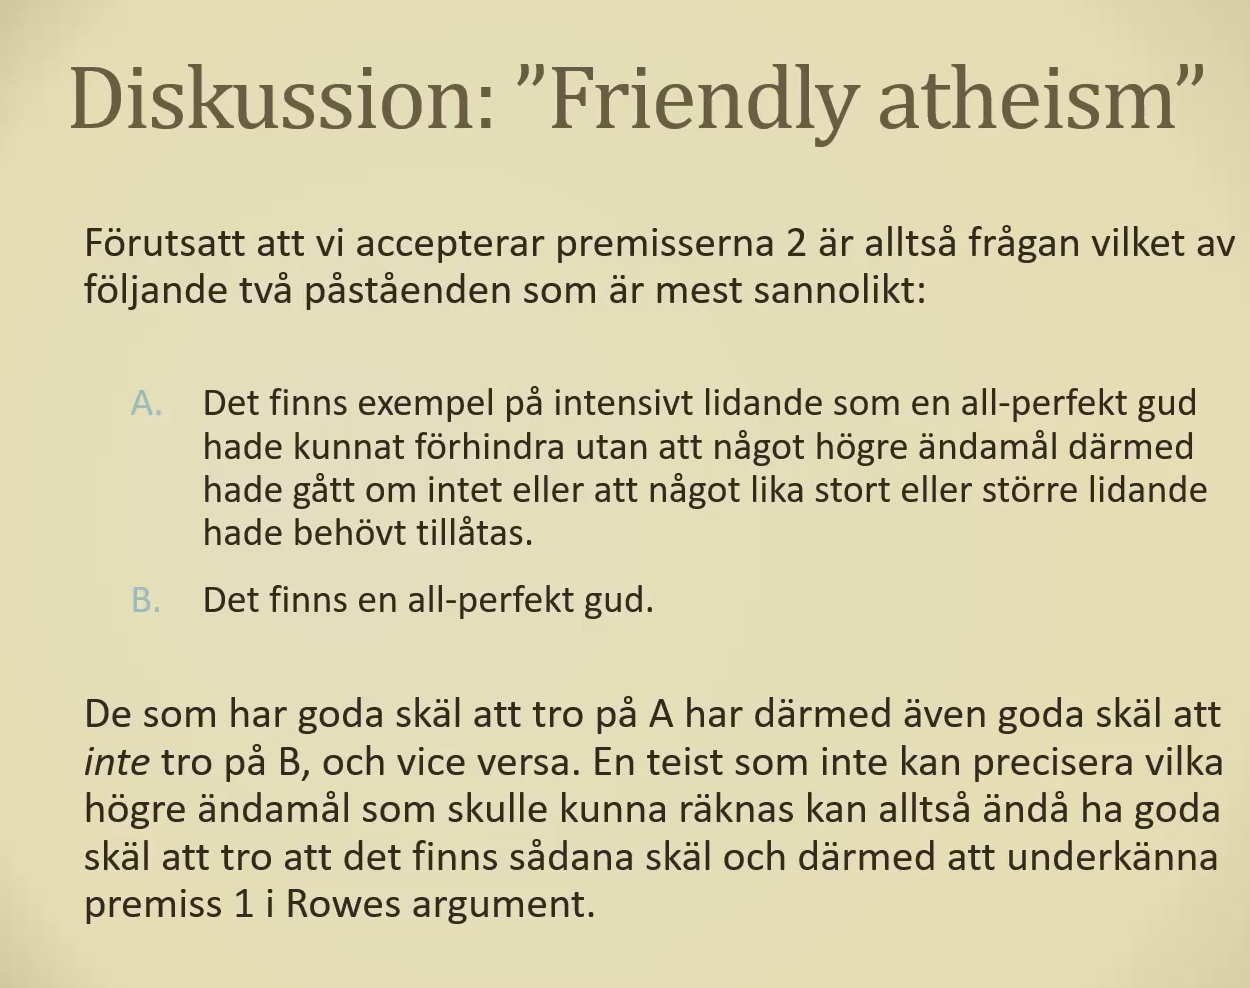 Diskussion: ”Friendly atheism”
Förutsatt att vi accepterar premisserna 2 är alltså frågan vilket av
följande två påståenden som är mest sannolikt:
A. Det finns exempel på intensivt lidande som en all-perfekt gud
hade kunnat förhindra utan att något högre ändamål därmed
hade gått om intet eller att något lika stort eller större lidande
hade behövt tillåtas.
B. Det finns en all-perfekt gud.
De som har goda skäl att tro på A har därmed även goda skäl att
inte tro på B, och vice versa. En teist som inte kan precisera vilka
högre ändamål som skulle kunna räknas kan alltså ändå ha goda
skäl att tro att det finns sådana skäl och därmed att underkänna
premiss 1 i Rowes argument.